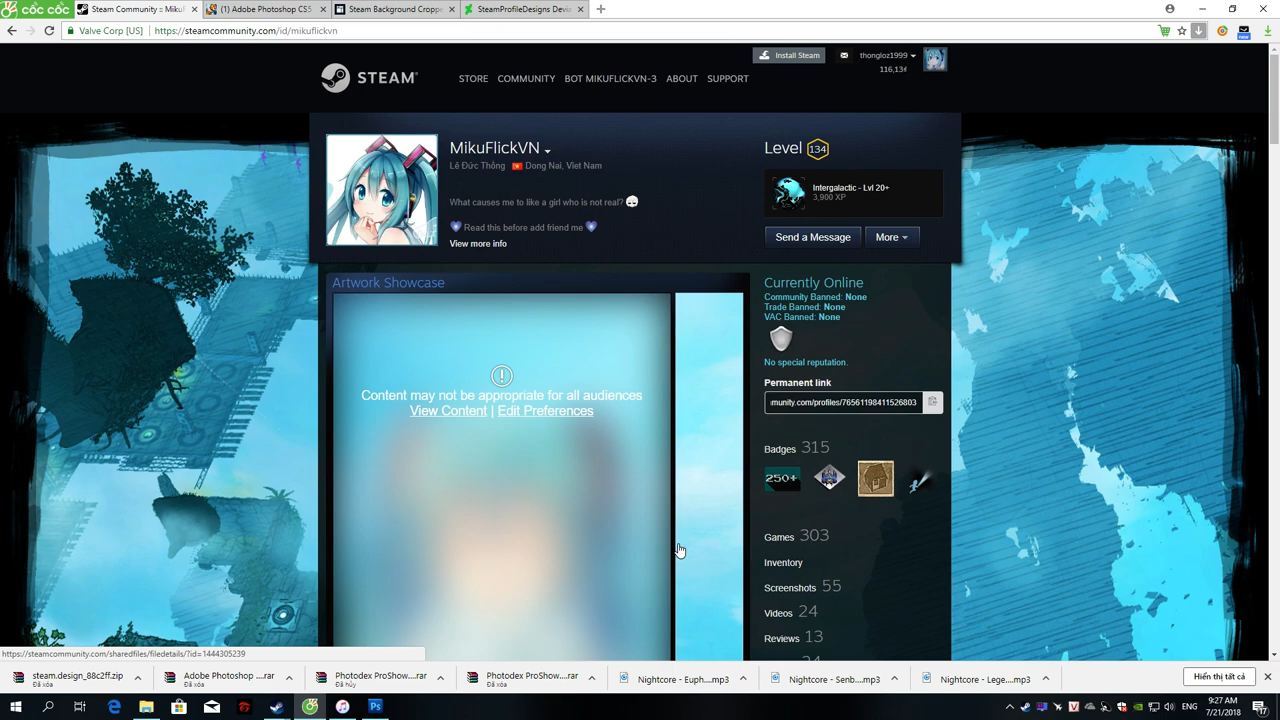 cốc cốc
Steam Community :: MikuF
(1) Adobe Photoshop CS5
Steam Background Croppe
SteamProfileDesigns Devia
Valve Corp [US]
https://steamcommunity.com/id/mikuflickvn
new
Install Steam
thongloz1999
116,13₫
STEAM
STORE
COMMUNITY
BOT MIKUFLICKVN-3
ABOUT
SUPPORT
MikuFlickVN
Lê Đức Thông
Dong Nai, Viet Nam
What causes me to like a girl who is not real?
Read this before add friend me
View more info
Level 134
Intergalactic - Lvl 20+
3,900 XP
Send a Message
More
Artwork Showcase
Content may not be appropriate for all audiences
View Content | Edit Preferences
Currently Online
Community Banned: None
Trade Banned: None
VAC Banned: None
No special reputation.
Permanent link
munity.com/profiles/76561198411526803
Badges 315
250+
Games 303
Inventory
Screenshots 55
Videos 24
Reviews 13
https://steamcommunity.com/sharedfiles/filedetails/?id=1444305239
steam.design_88c2ff.zip
Đã xóa
Adobe Photoshop ....rar
Đã xóa
Photodex ProShow....rar
Đã hủy
Photodex ProShow....rar
Đã xóa
Nightcore - Euph....mp3
Nightcore - Senb....mp3
Nightcore - Lege....mp3
Hiển thị tất cả
ENG
9:27 AM
7/21/2018
17